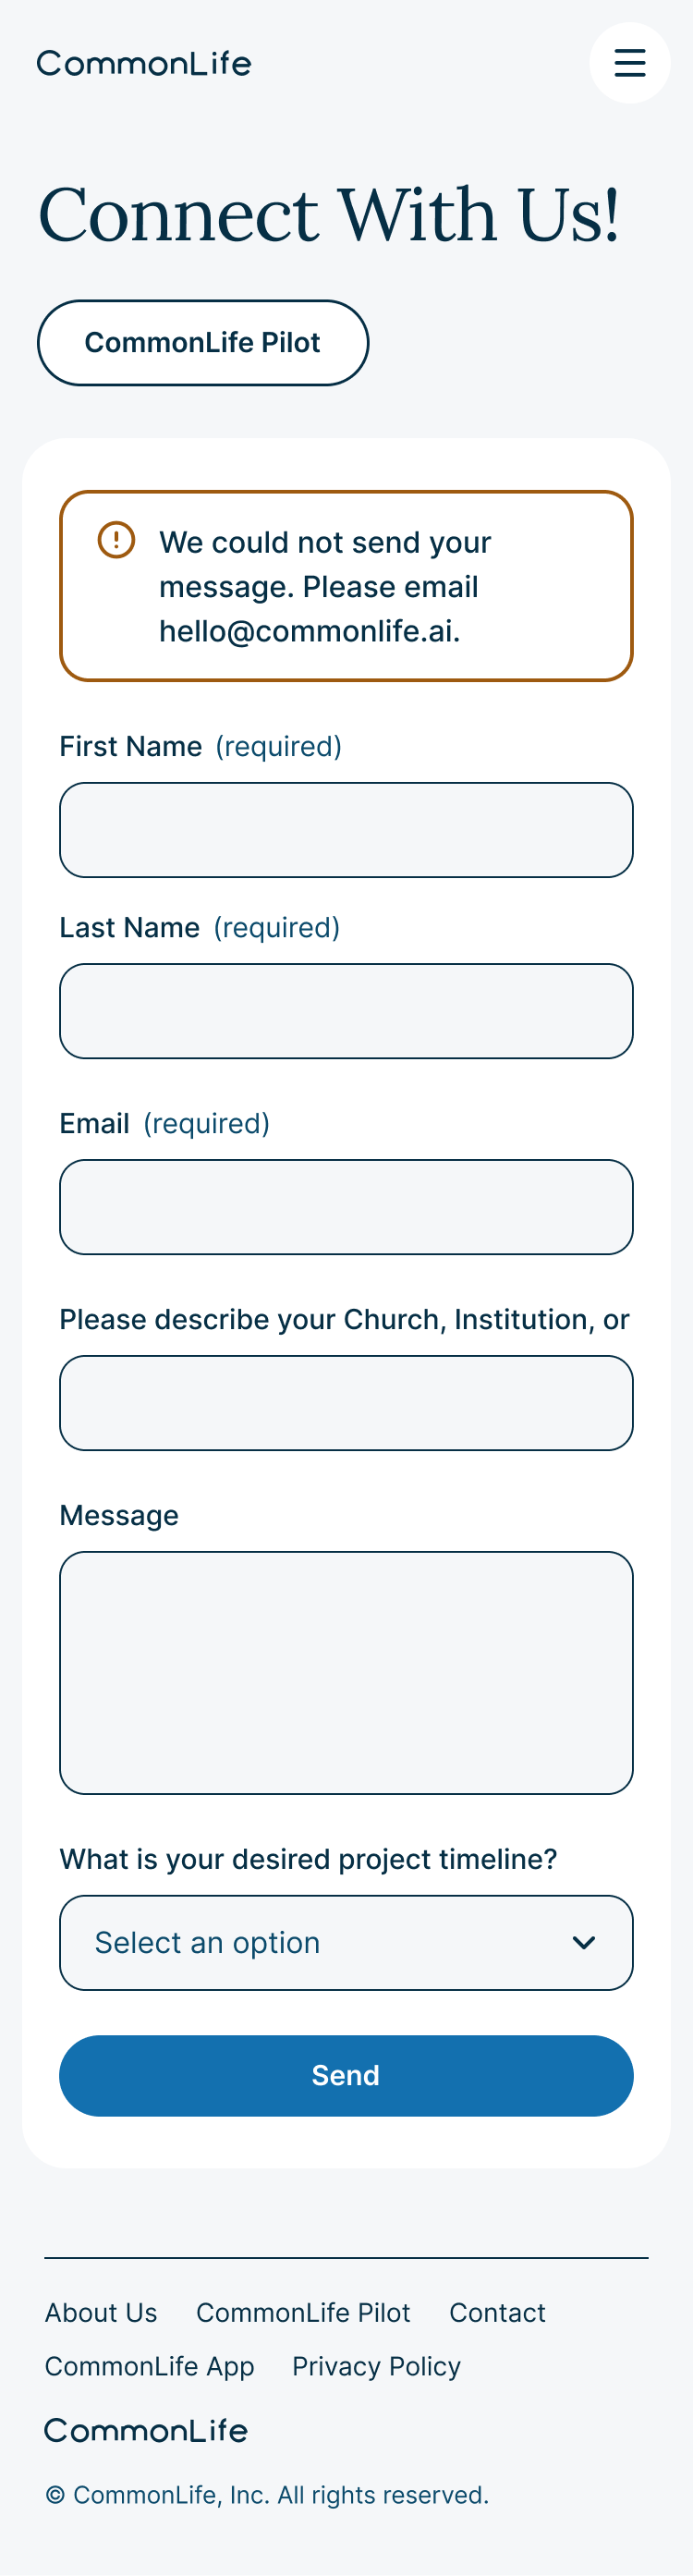 CommonLife
Connect With Us!
CommonLife Pilot
We could not send your
message. Please email
hello@commonlife.ai.
First Name (required)
Last Name (required)
Email (required)
Please describe your Church, Institution, or
Message
What is your desired project timeline?
Select an option
Send
About Us CommonLife Pilot Contact
CommonLife App Privacy Policy
CommonLife
© CommonLife, Inc. All rights reserved.